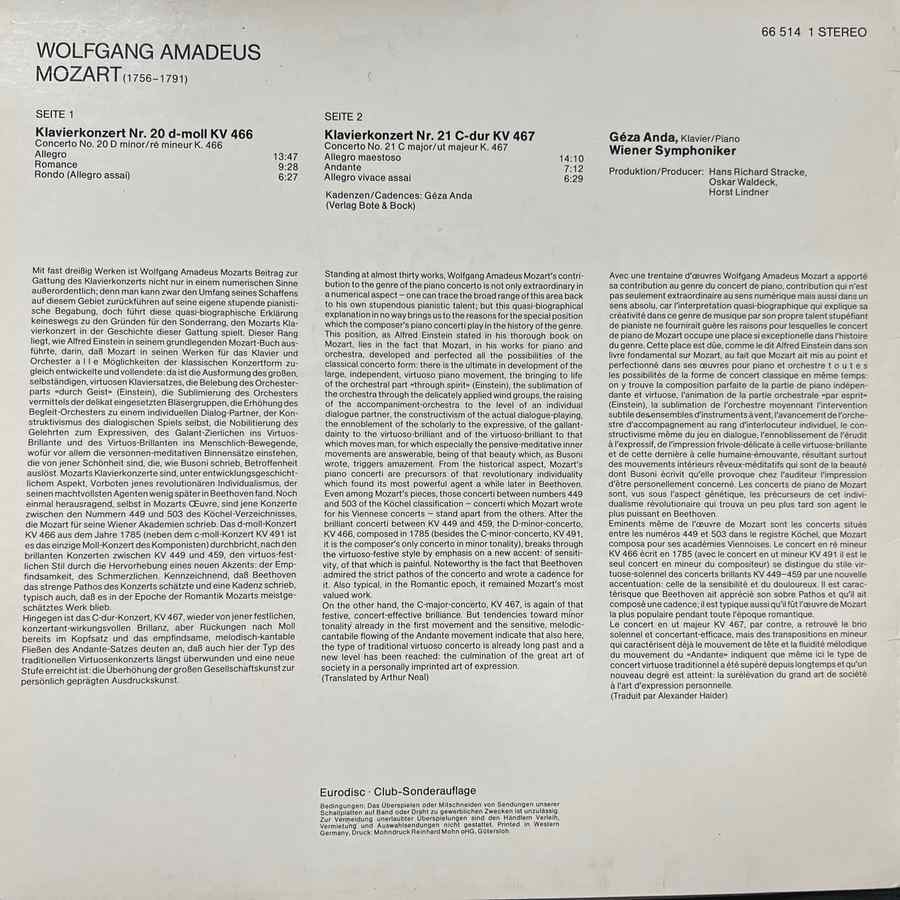 66 514 1 STEREO
WOLFGANG AMADEUS
MOZART (1756–1791)
SEITE 1
Klavierkonzert Nr. 20 d-moll KV 466
Concerto No. 20 D minor/ré mineur K. 466
Allegro 13:47
Romance 9:28
Rondo (Allegro assai) 6:27
SEITE 2
Klavierkonzert Nr. 21 C-dur KV 467
Concerto No. 21 C major/ut majeur K. 467
Allegro maestoso 14:10
Andante 7:12
Allegro vivace assai 6:29
Kadenzen/Cadences: Géza Anda
(Verlag Bote & Bock)
Géza Anda, Klavier/Piano
Wiener Symphoniker
Produktion/Producer: Hans Richard Stracke,
Oskar Waldeck,
Horst Lindner
Mit fast dreißig Werken ist Wolfgang Amadeus Mozarts Beitrag zur
Gattung des Klavierkonzerts nicht nur in einem numerischen Sinne
außerordentlich; denn man kann zwar den Umfang seines Schaffens
auf diesem Gebiet zurückführen auf seine eigene stupende pianisti-
sche Begabung, doch führt diese quasi-biographische Erklärung
keineswegs zu den Gründen für den Sonderrang, den Mozarts Kla-
vierkonzert in der Geschichte dieser Gattung spielt. Dieser Rang
liegt, wie Alfred Einstein in seinem grundlegenden Mozart-Buch aus-
führte, darin, daß Mozart in seinen Werken für das Klavier und
Orchester a l l e Möglichkeiten der klassischen Konzertform zu-
gleich entwickelte und vollendete: da ist die Ausformung des großen,
selbständigen, virtuosen Klaviersatzes, die Belebung des Orchester-
parts »durch Geist« (Einstein), die Sublimierung des Orchesters
vermittels der delikat eingesetzten Bläsergruppen, die Erhöhung des
Begleit-Orchesters zu einem individuellen Dialog-Partner, der Kon-
struktivismus des dialogischen Spiels selbst, die Nobilitierung des
Gelehrten zum Expressiven, des Galant-Zierlichen ins Virtuos-
Brillante und des Virtuos-Brillanten ins Menschlich-Bewegende,
wofür vor allem die versonnen-meditativen Binnensätze einstehen,
die von jener Schönheit sind, die, wie Busoni schrieb, Betroffenheit
auslöst. Mozarts Klavierkonzerte sind, unter entwicklungsgeschicht-
lichem Aspekt, Vorboten jenes revolutionären Individualismus, der
seinen machtvollsten Agenten wenig später in Beethoven fand. Noch
einmal herausragend, selbst in Mozarts Œuvre, sind jene Konzerte
zwischen den Nummern 449 und 503 des Köchel-Verzeichnisses,
die Mozart für seine Wiener Akademien schrieb. Das d-moll-Konzert
KV 466 aus dem Jahre 1785 (neben dem c-moll-Konzert KV 491 ist
es das einzige Moll-Konzert des Komponisten) durchbricht, nach den
brillanten Konzerten zwischen KV 449 und 459, den virtuos-fest-
lichen Stil durch die Hervorhebung eines neuen Akzents: der Emp-
findsamkeit, des Schmerzlichen. Kennzeichnend, daß Beethoven
das strenge Pathos des Konzerts schätzte und eine Kadenz schrieb,
typisch auch, daß es in der Epoche der Romantik Mozarts meistge-
schätztes Werk blieb.
Hingegen ist das C-dur-Konzert, KV 467, wieder von jener festlichen,
konzertant-wirkungsvollen Brillanz, aber Rückungen nach Moll
bereits im Kopfsatz und das empfindsame, melodisch-kantable
Fließen des Andante-Satzes deuten an, daß auch hier der Typ des
traditionellen Virtuosenkonzerts längst überwunden und eine neue
Stufe erreicht ist: die Überhöhung der großen Gesellschaftskunst zur
persönlich geprägten Ausdruckskunst.
Standing at almost thirty works, Wolfgang Amadeus Mozart's contri-
bution to the genre of the piano concerto is not only extraordinary in
a numerical aspect – one can trace the broad range of this area back
to his own stupendous pianistic talent; but this quasi-biographical
explanation in no way brings us to the reasons for the special position
which the composer's piano concerti play in the history of the genre.
This position, as Alfred Einstein stated in his thorough book on
Mozart, lies in the fact that Mozart, in his works for piano and
orchestra, developed and perfected all the possibilities of the
classical concerto form: there is the ultimate in development of the
large, independent, virtuoso piano movement, the bringing to life
of the orchestral part »through spirit« (Einstein), the sublimation of
the orchestra through the delicately applied wind groups, the raising
of the accompaniment-orchestra to the level of an individual
dialogue partner, the constructivism of the actual dialogue-playing,
the ennoblement of the scholarly to the expressive, of the gallant-
dainty to the virtuoso-brilliant and of the virtuoso-brilliant to that
which moves man, for which especially the pensive-meditative inner
movements are answerable, being of that beauty which, as Busoni
wrote, triggers amazement. From the historical aspect, Mozart's
piano concerti are precursors of that revolutionary individuality
which found its most powerful agent a while later in Beethoven.
Even among Mozart's pieces, those concerti between numbers 449
and 503 of the Köchel classification – concerti which Mozart wrote
for his Viennese concerts – stand apart from the others. After the
brilliant concerti between KV 449 and 459, the D-minor-concerto,
KV 466, composed in 1785 (besides the C-minor-concerto, KV 491,
it is the composer's only concerto in minor tonality), breaks through
the virtuoso-festive style by emphasis on a new accent: of sensiti-
vity, of that which is painful. Noteworthy is the fact that Beethoven
admired the strict pathos of the concerto and wrote a cadence for
it. Also typical, in the Romantic epoch, it remained Mozart's most
valued work.
On the other hand, the C-major-concerto, KV 467, is again of that
festive, concert-effective brilliance. But tendencies toward minor
tonality already in the first movement and the sensitive, melodic-
cantabile flowing of the Andante movement indicate that also here,
the type of traditional virtuoso concerto is already long past and a
new level has been reached: the culmination of the great art of
society in a personally imprinted art of expression.
(Translated by Arthur Neal)
Avec une trentaine d'œuvres Wolfgang Amadeus Mozart a apporté
sa contribution au genre du concert de piano, contribution qui n'est
pas seulement extraordinaire au sens numérique mais aussi dans un
sens absolu, car l'interpretation quasi-biographique qui explique sa
créativité dans ce genre de musique par son propre talent stupéfiant
de pianiste ne fournirait guère les raisons pour lesquelles le concert
de piano de Mozart occupe une place si exceptionelle dans l'histoire
du genre. Cette place est dûe, comme le dit Alfred Einstein dans son
livre fondamental sur Mozart, au fait que Mozart ait mis au point et
perfectionné dans ses œuvres pour piano et orchestre t o u t e s
les possibilités de la forme de concert classique en même temps:
on y trouve la composition parfaite de la partie de piano indépen-
dante et virtuose, l'animation de la partie orchestrale »par esprit«
(Einstein), la sublimation de l'orchestre moyennant l'intervention
subtile des ensembles d'instruments à vent, l'avancement de l'orche-
stre d'accompagnement au rang d'interlocuteur individuel, le con-
structivisme même du jeu en dialogue, l'ennoblissement de l'érudit
à l'expressif, de l'impression frivole-délicate à celle virtuose-brillante
et de cette dernière à celle humaine-émouvante, résultant surtout
des mouvements intérieurs rêveux-méditatifs qui sont de la beauté
dont Busoni écrivit qu'elle provoque chez l'auditeur l'impression
d'être personellement concerné. Les concerts de piano de Mozart
sont, vus sous l'aspect génétique, les précurseurs de cet indivi-
dualisme révolutionaire qui trouva un peu plus tard son agent le
plus puissant en Beethoven.
Eminents même de l'œuvre de Mozart sont les concerts situés
entre les numéros 449 et 503 dans le registre Köchel, que Mozart
composa pour ses académies Viennoises. Le concert en ré mineur
KV 466 écrit en 1785 (avec le concert en ut mineur KV 491 il est le
seul concert en mineur du compositeur) se distingue du stile vir-
tuose-solennel des concerts brillants KV 449–459 par une nouvelle
accentuation: celle de la sensibilité et du douloureux. Il est carac-
térisque que Beethoven ait appréciè son sobre Pathos et qu'il ait
composé une cadence; il est typique aussi qu'il fût l'œuvre de Mozart
la plus populaire pendant toute l'époque romantique.
Le concert en ut majeur KV 467, par contre, a retrouvé le brio
solennel et concertant-efficace, mais des transpositions en mineur
qui caractérisent déjà le mouvement de tête et la fluidité mélodique
du mouvement du »Andante« indiquent que même ici le type de
concert virtuose traditionnel a été supéré depuis longtemps et qu'un
nouveau degré est atteint: la surélévation du grand art de société
à l'art d'expression personnelle.
(Traduit par Alexander Haider)
Eurodisc · Club-Sonderauflage
Bedingungen: Das Überspielen oder Mitschneiden von Sendungen unserer
Schallplatten auf Band oder Draht zu gewerblichen Zwecken ist unzulässig.
Zur Vermeidung unerlaubter Überspielungen sind den Händlern Verleih,
Vermietung und Auswahlsendungen nicht gestattet. Printed in Western
Germany. Druck: Mohndruck Reinhard Mohn oHG, Gütersloh